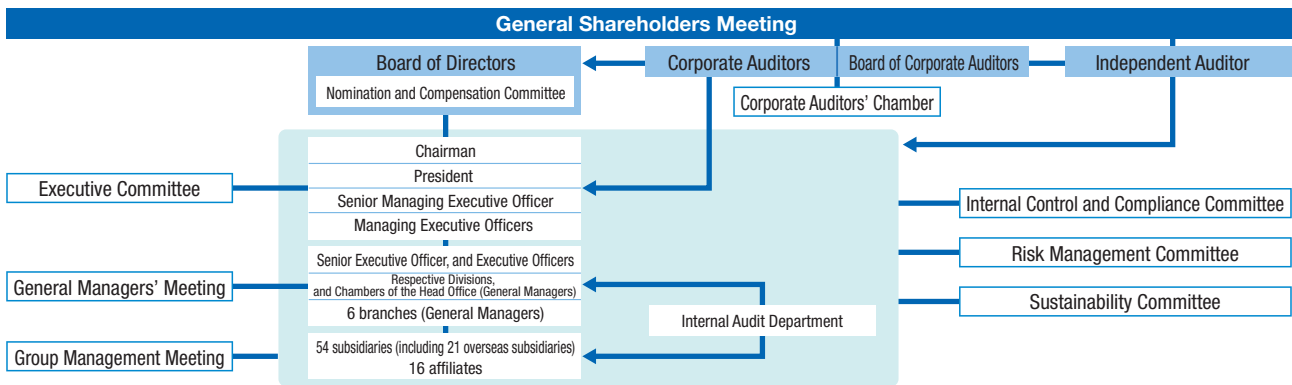 General Shareholders Meeting
Board of Directors
Corporate Auditors
Board of Corporate Auditors
Independent Auditor
Nomination and Compensation Committee
Corporate Auditors' Chamber
Chairman
President
Executive Committee
Senior Managing Executive Officer
Internal Control and Compliance Committee
Managing Executive Officers
Risk Management Committee
Senior Executive Officer, and Executive Officers
Respective Divisions,
and Chambers of the Head Office (General Managers)
General Managers' Meeting
Sustainability Committee
6 branches (General Managers)
Internal Audit Department
54 subsidiaries (including 21 overseas subsidiaries)
16 affiliates
Group Management Meeting